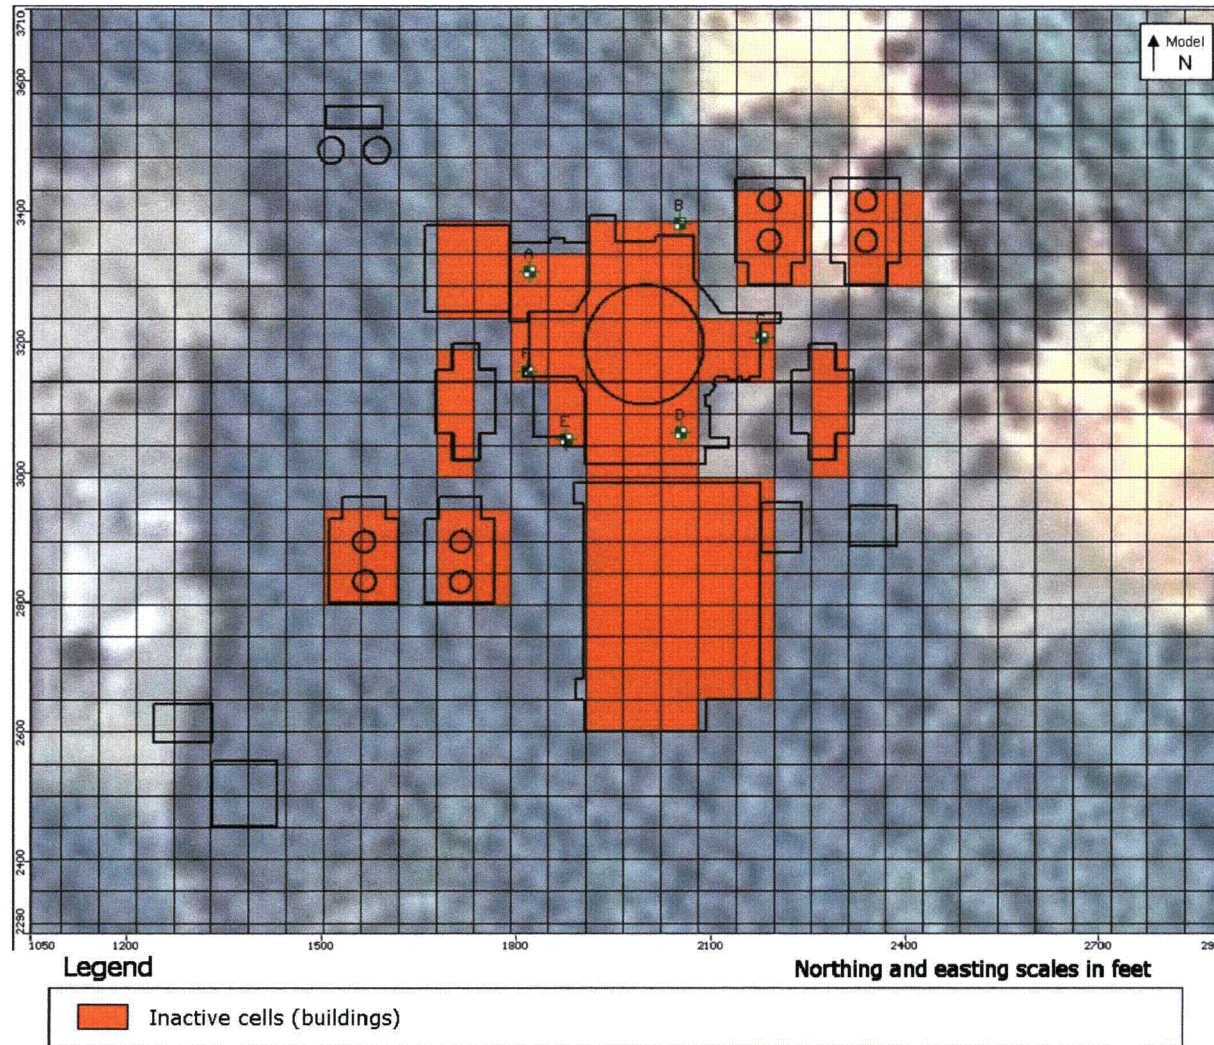 Model
N
3710
3600
3400
3200
3000
2800
2600
2400
2290
B
A
F
E
D
1050 1200 1500 1800 2100 2400 2700
Legend
Northing and easting scales in feet
Inactive cells (buildings)